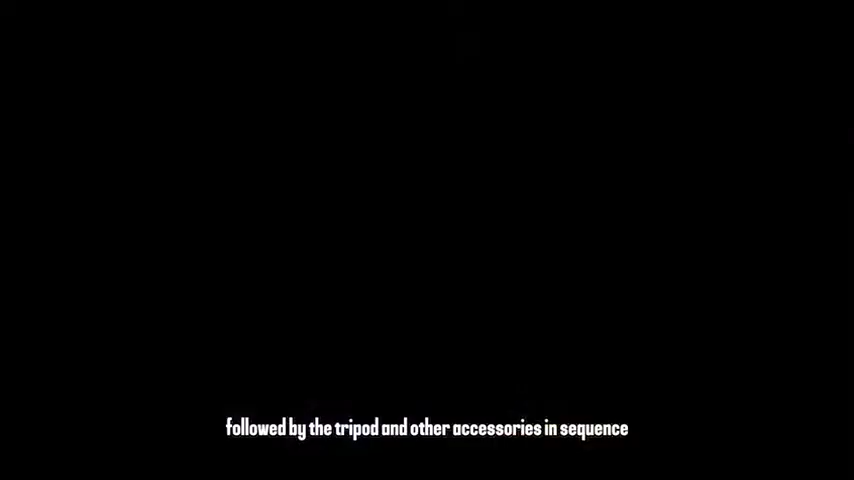 followed by the tripod and other accessories in sequence